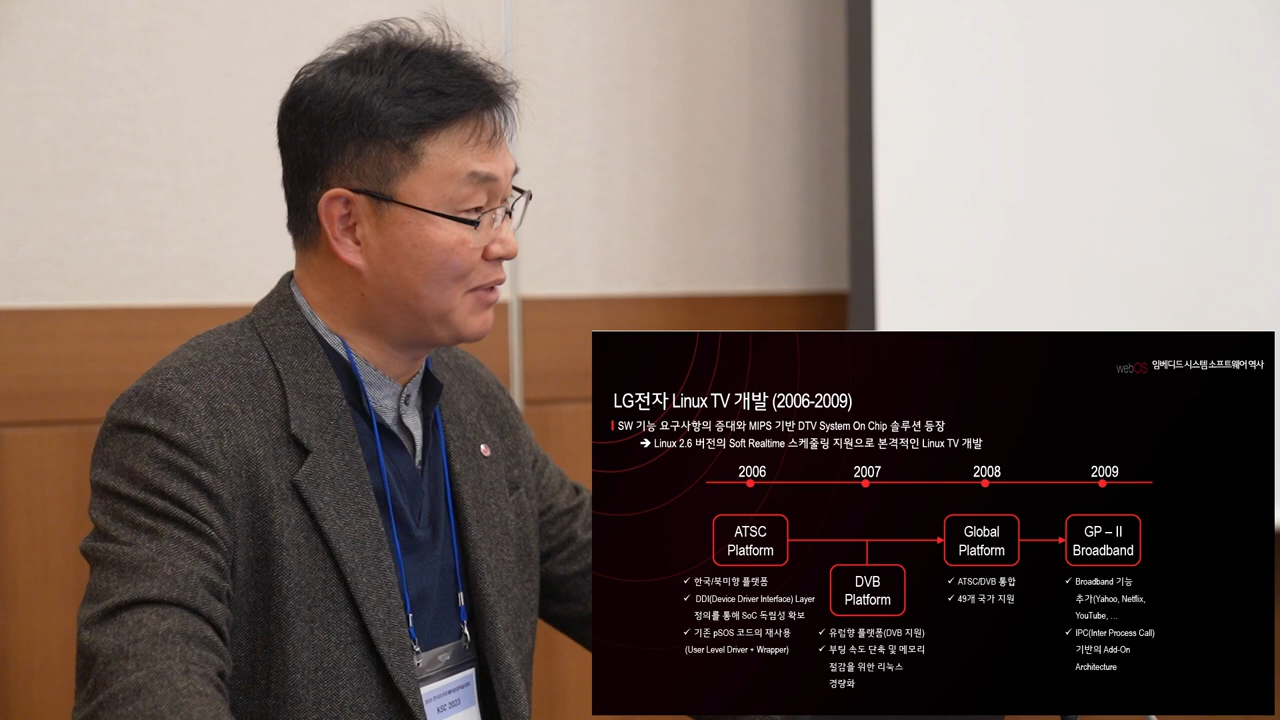 webOS 임베디드 시스템 소프트웨어 역사
LG전자 Linux TV 개발 (2006-2009)
SW 기능 요구사항의 증대와 MIPS 기반 DTV System On Chip 솔루션 등장
➔ Linux 2.6 버전의 Soft Realtime 스케줄링 지원으로 본격적인 Linux TV 개발
2006
2007
2008
2009
ATSC
Platform
✓ 한국/북미향 플랫폼
✓ DDI(Device Driver Interface) Layer
정의를 통해 SoC 독립성 확보
✓ 기존 pSOS 코드의 재사용
(User Level Driver + Wrapper)
DVB
Platform
✓ 유럽향 플랫폼(DVB 지원)
✓ 부팅 속도 단축 및 메모리
절감을 위한 리눅스
경량화
Global
Platform
✓ ATSC/DVB 통합
✓ 49개 국가 지원
GP – II
Broadband
✓ Broadband 기능
추가(Yahoo, Netflix,
YouTube, ...
✓ IPC(Inter Process Call)
기반의 Add-On
Architecture
KSC 2023